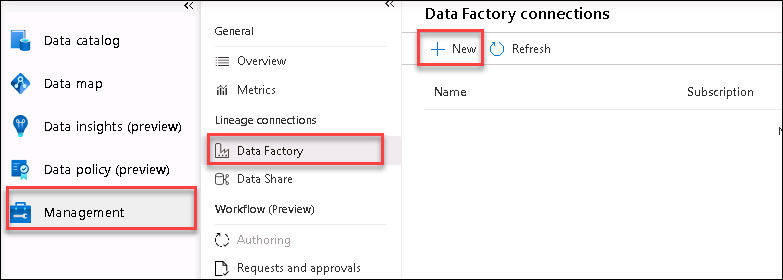 Data catalog
Data map
Data insights (preview)
Data policy (preview)
Management
General
Overview
Metrics
Lineage connections
Data Factory
Data Share
Workflow (Preview)
Authoring
Requests and approvals
Data Factory connections
New
Refresh
Name
Subscription